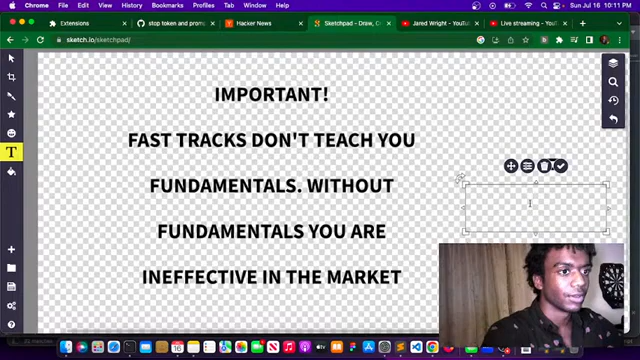 Chrome File Edit View History Bookmarks Profiles Tab Window Help Sun Jul 16 10:11 PM
Extensions
stop token and promp
Hacker News
Sketchpad - Draw, C
Jared Wright - YouTu
Live streaming - YouT
sketch.io/sketchpad/
T
IMPORTANT!
FAST TRACKS DON'T TEACH YOU
FUNDAMENTALS. WITHOUT
FUNDAMENTALS YOU ARE
INEFFECTIVE IN THE MARKET